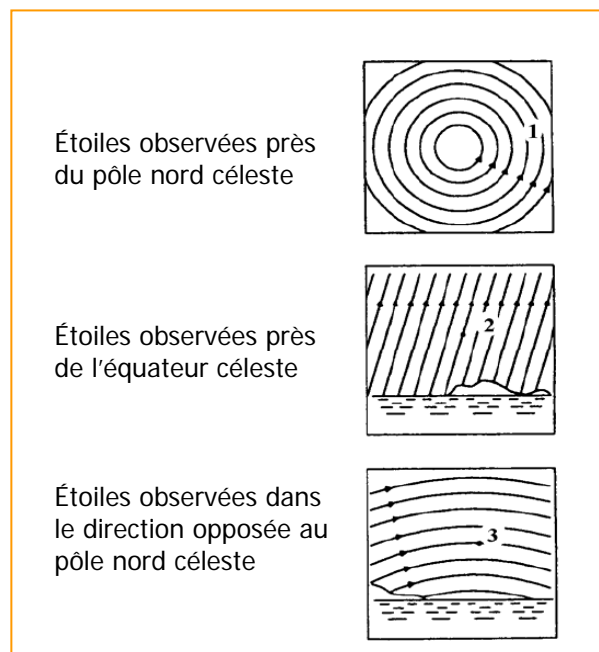 Étoiles observées près
du pôle nord céleste
1
Étoiles observées près
de l'équateur céleste
2
Étoiles observées dans
le direction opposée au
pôle nord céleste
3